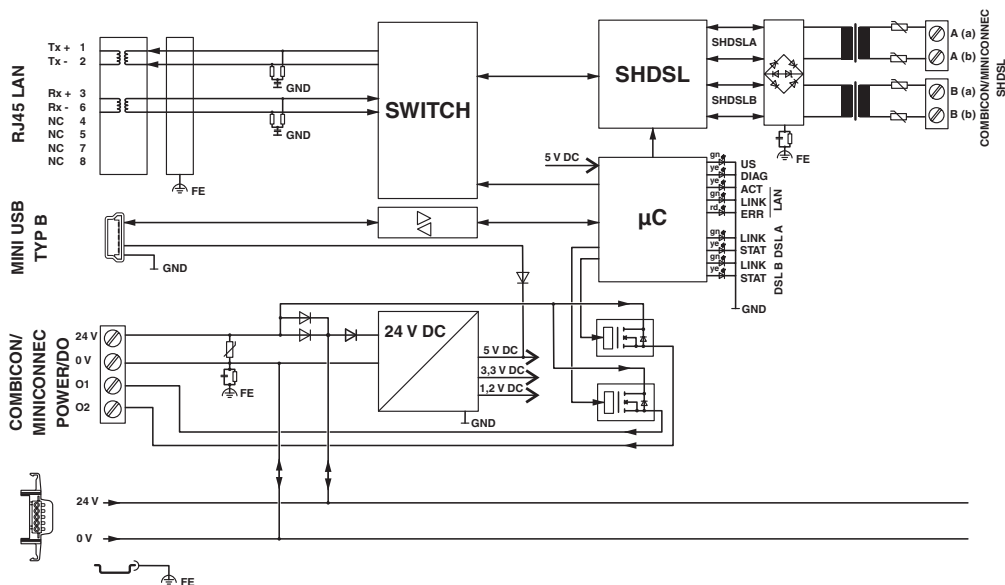 RJ45 LAN
Tx + 1
Tx - 2
Rx + 3
Rx - 6
NC 4
NC 5
NC 7
NC 8
FE
GND
GND
SWITCH
SHDSL
SHDSLA
SHDSLB
FE
A (a)
A (b)
B (a)
B (b)
COMBICON/MINICONNEC
SHDSL
5 V DC
µC
gn US
ye DIAG
ye ACT
gn LINK
rd ERR
LAN
gn LINK
ye STAT
DSL A
gn LINK
ye STAT
DSL B
GND
MINI USB
TYP B
GND
COMBICON/
MINICONNEC
POWER/DO
24 V
0 V
O1
O2
FE
24 V DC
5 V DC
3,3 V DC
1,2 V DC
GND
24 V
0 V
FE